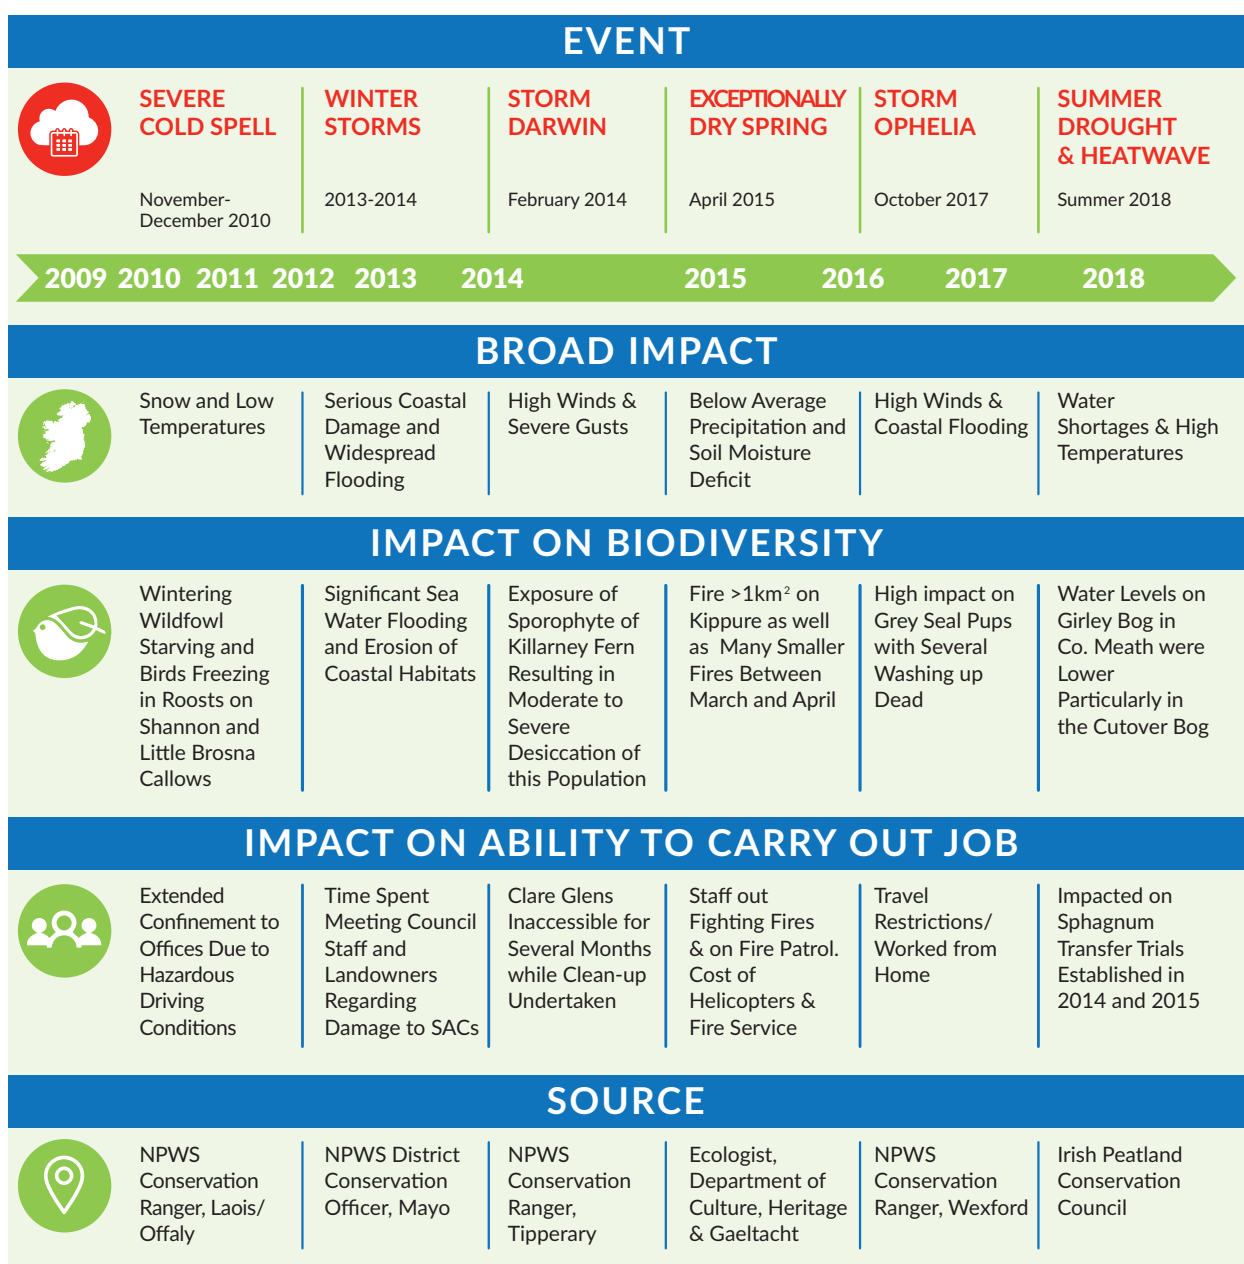 EVENT
SEVERE
COLD SPELL
November-
December 2010
WINTER
STORMS
2013-2014
STORM
DARWIN
February 2014
EXCEPTIONALLY
DRY SPRING
April 2015
STORM
OPHELIA
October 2017
SUMMER
DROUGHT
& HEATWAVE
Summer 2018
2009 2010 2011 2012 2013 2014 2015 2016 2017 2018
BROAD IMPACT
Snow and Low
Temperatures
Serious Coastal
Damage and
Widespread
Flooding
High Winds &
Severe Gusts
Below Average
Precipitation and
Soil Moisture
Deficit
High Winds &
Coastal Flooding
Water
Shortages & High
Temperatures
IMPACT ON BIODIVERSITY
Wintering
Wildfowl
Starving and
Birds Freezing
in Roosts on
Shannon and
Little Brosna
Callows
Significant Sea
Water Flooding
and Erosion of
Coastal Habitats
Exposure of
Sporophyte of
Killarney Fern
Resulting in
Moderate to
Severe
Desiccation of
this Population
Fire >1km² on
Kippure as well
as Many Smaller
Fires Between
March and April
High impact on
Grey Seal Pups
with Several
Washing up
Dead
Water Levels on
Girley Bog in
Co. Meath were
Lower
Particularly in
the Cutover Bog
IMPACT ON ABILITY TO CARRY OUT JOB
Extended
Confinement to
Offices Due to
Hazardous
Driving
Conditions
Time Spent
Meeting Council
Staff and
Landowners
Regarding
Damage to SACs
Clare Glens
Inaccessible for
Several Months
while Clean-up
Undertaken
Staff out
Fighting Fires
& on Fire Patrol.
Cost of
Helicopters &
Fire Service
Travel
Restrictions/
Worked from
Home
Impacted on
Sphagnum
Transfer Trials
Established in
2014 and 2015
SOURCE
NPWS
Conservation
Ranger, Laois/
Offaly
NPWS District
Conservation
Officer, Mayo
NPWS
Conservation
Ranger,
Tipperary
Ecologist,
Department of
Culture, Heritage
& Gaeltacht
NPWS
Conservation
Ranger, Wexford
Irish Peatland
Conservation
Council